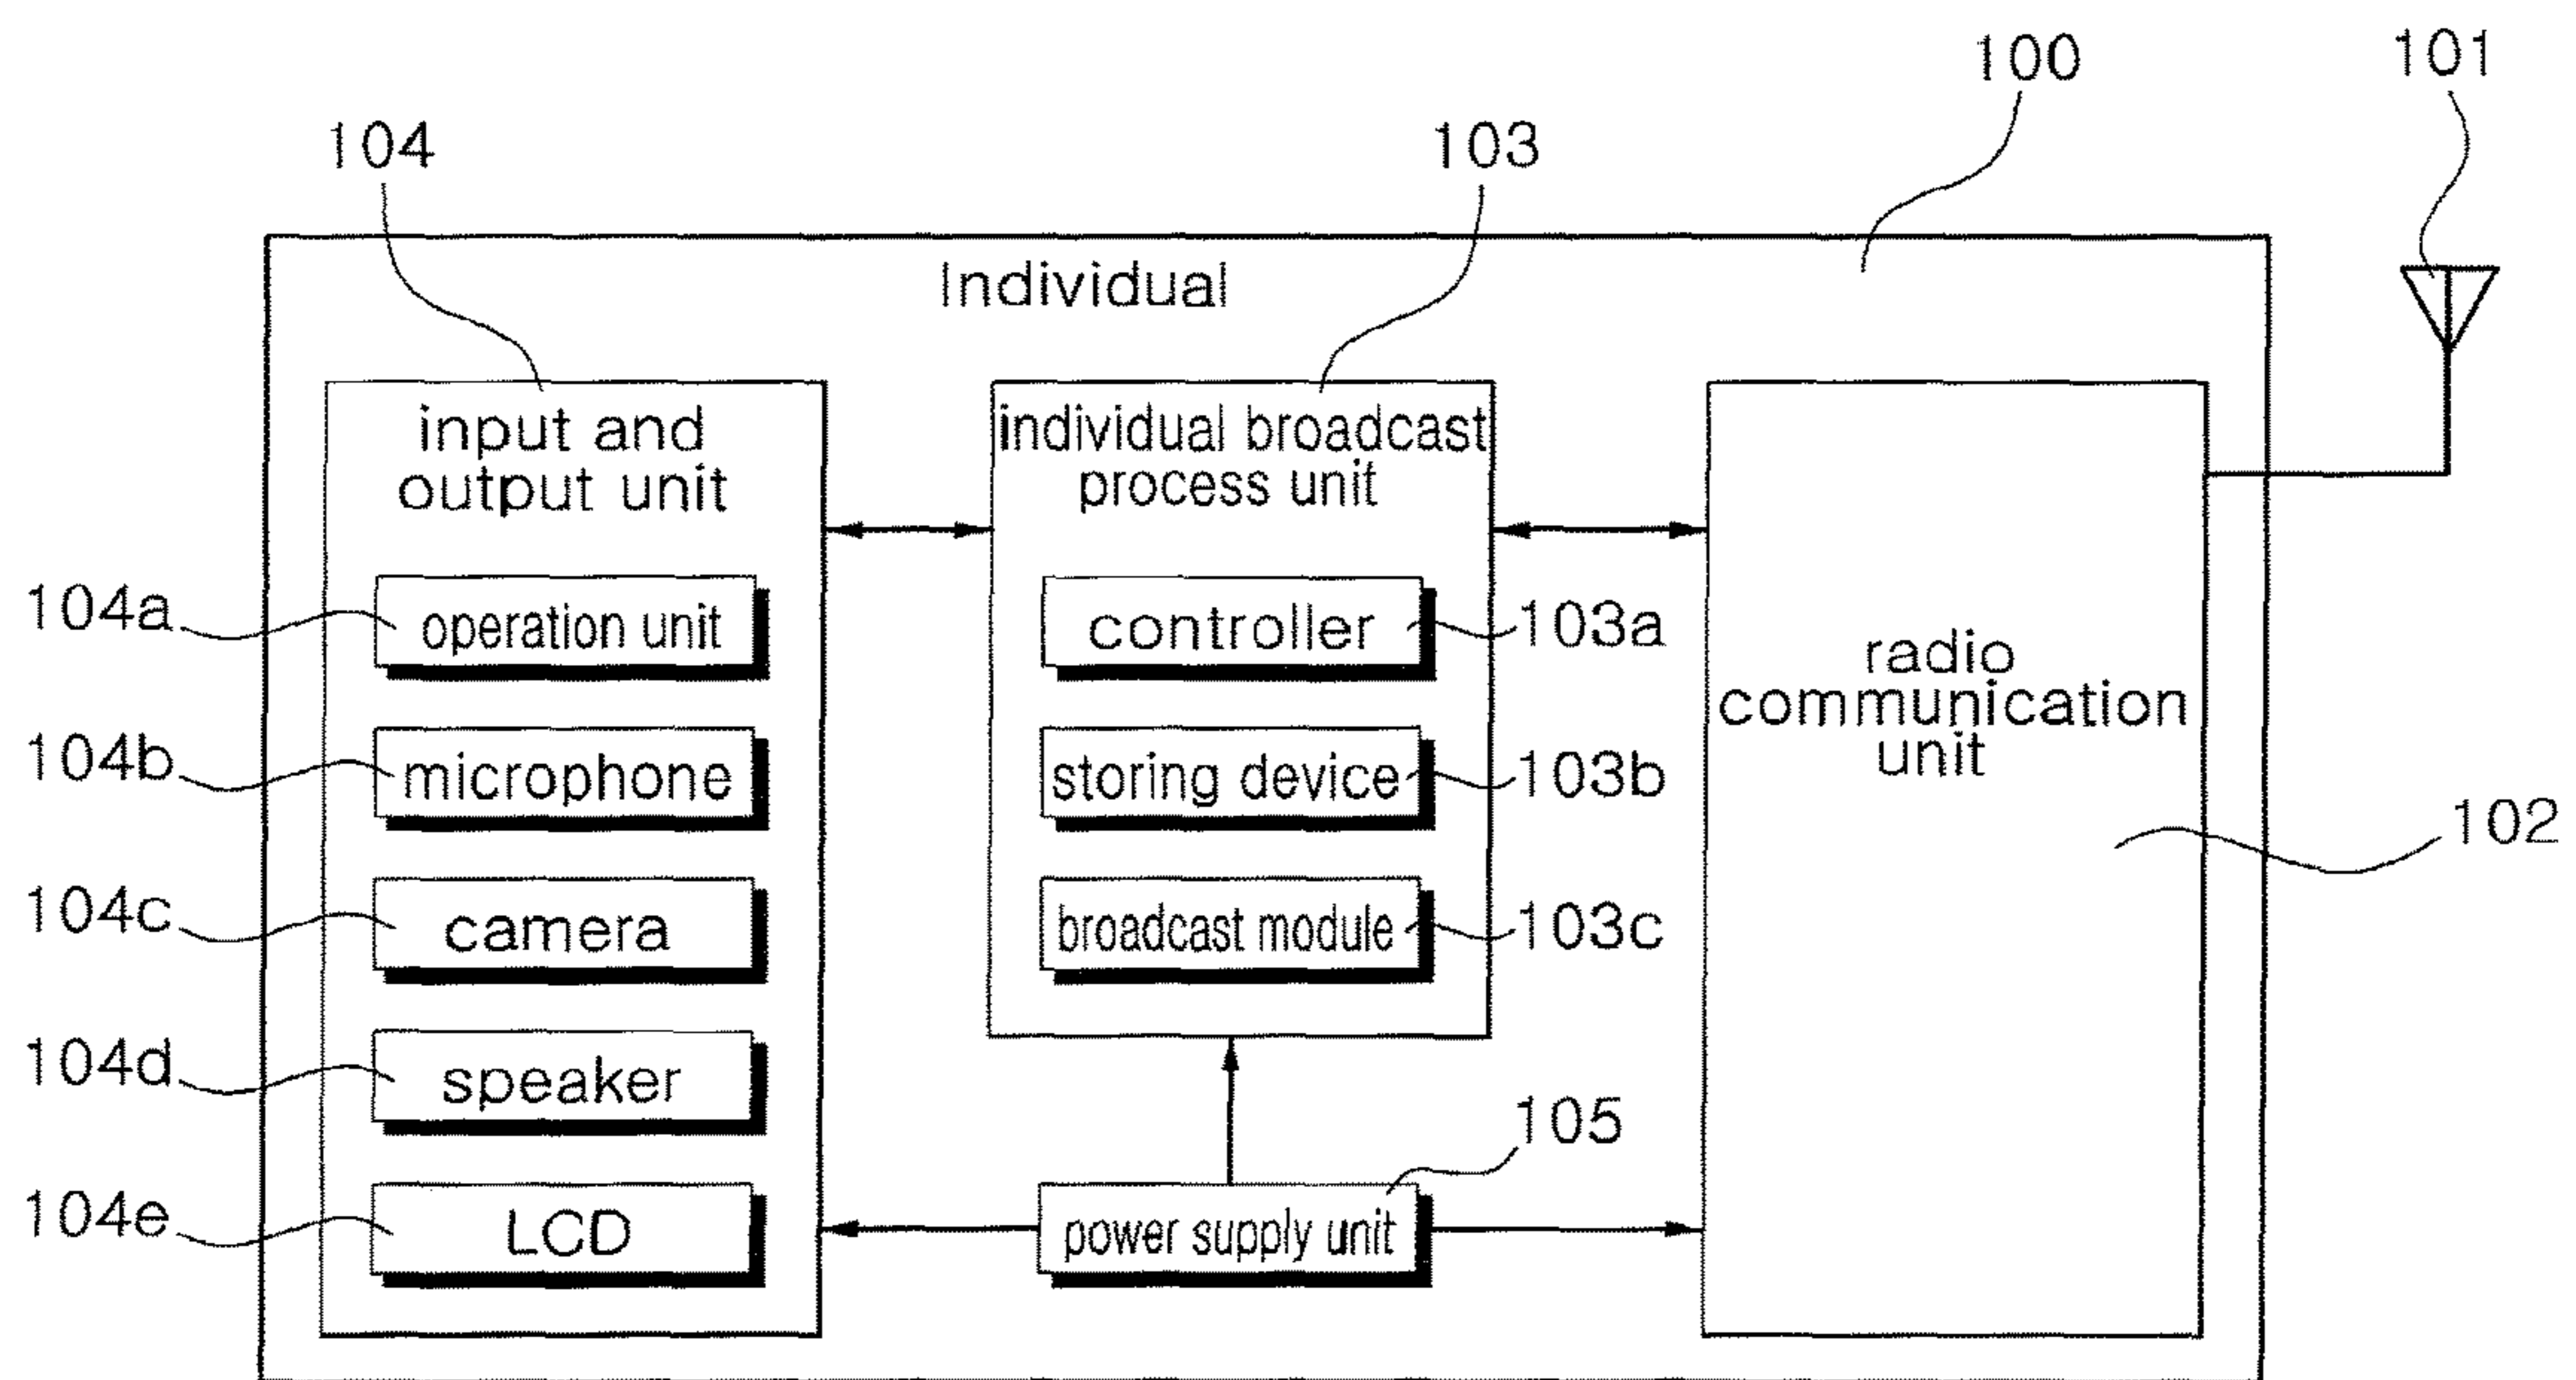 100
101
104
103
Individual
input and
output unit
individual broadcast
process unit
104a
operation unit
controller
103a
radio
communication
unit
104b
microphone
storing device
103b
102
104c
camera
broadcast module
103c
104d
speaker
105
104e
LCD
power supply unit